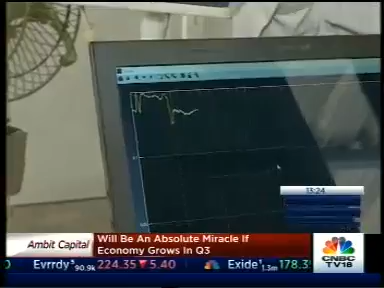 13:24
Ambit Capital
Will Be An Absolute Miracle If
Economy Grows In Q3
CNBC
TV18
Evrrdy 90.9k 224.35 ▼ 5.40 Exide 1.3m 178.3